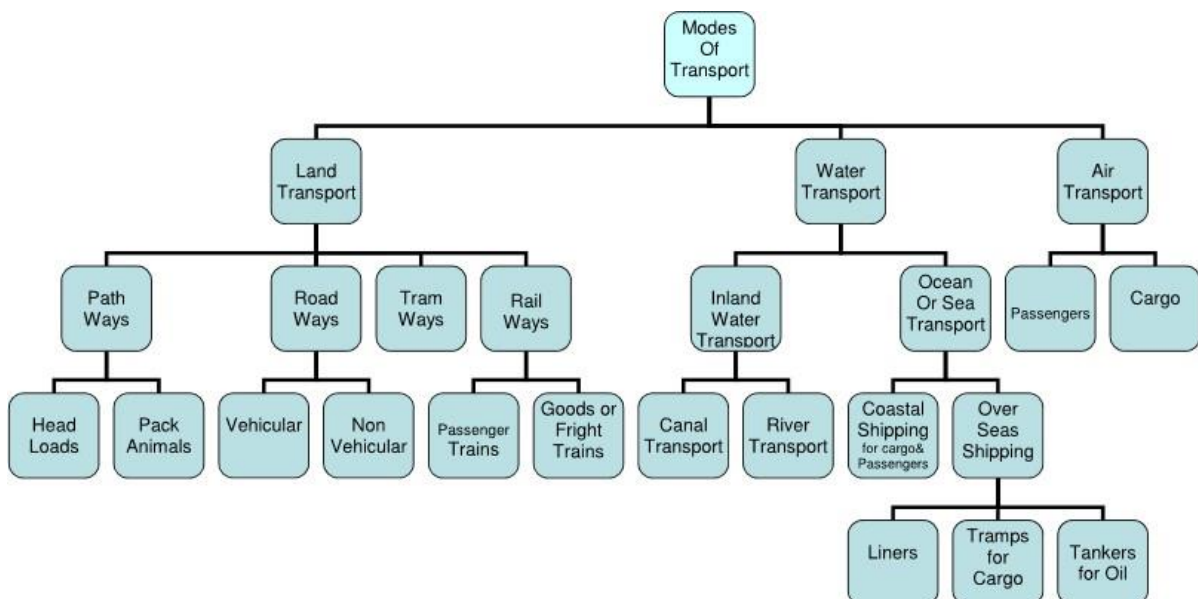 Modes
Of
Transport
Land
Transport
Water
Transport
Air
Transport
Path
Ways
Road
Ways
Tram
Ways
Rail
Ways
Inland
Water
Transport
Ocean
Or Sea
Transport
Passengers
Cargo
Head
Loads
Pack
Animals
Vehicular
Non
Vehicular
Passenger
Trains
Goods or
Fright
Trains
Canal
Transport
River
Transport
Coastal
Shipping
for cargo&
Passengers
Over
Seas
Shipping
Liners
Tramps
for
Cargo
Tankers
for Oil